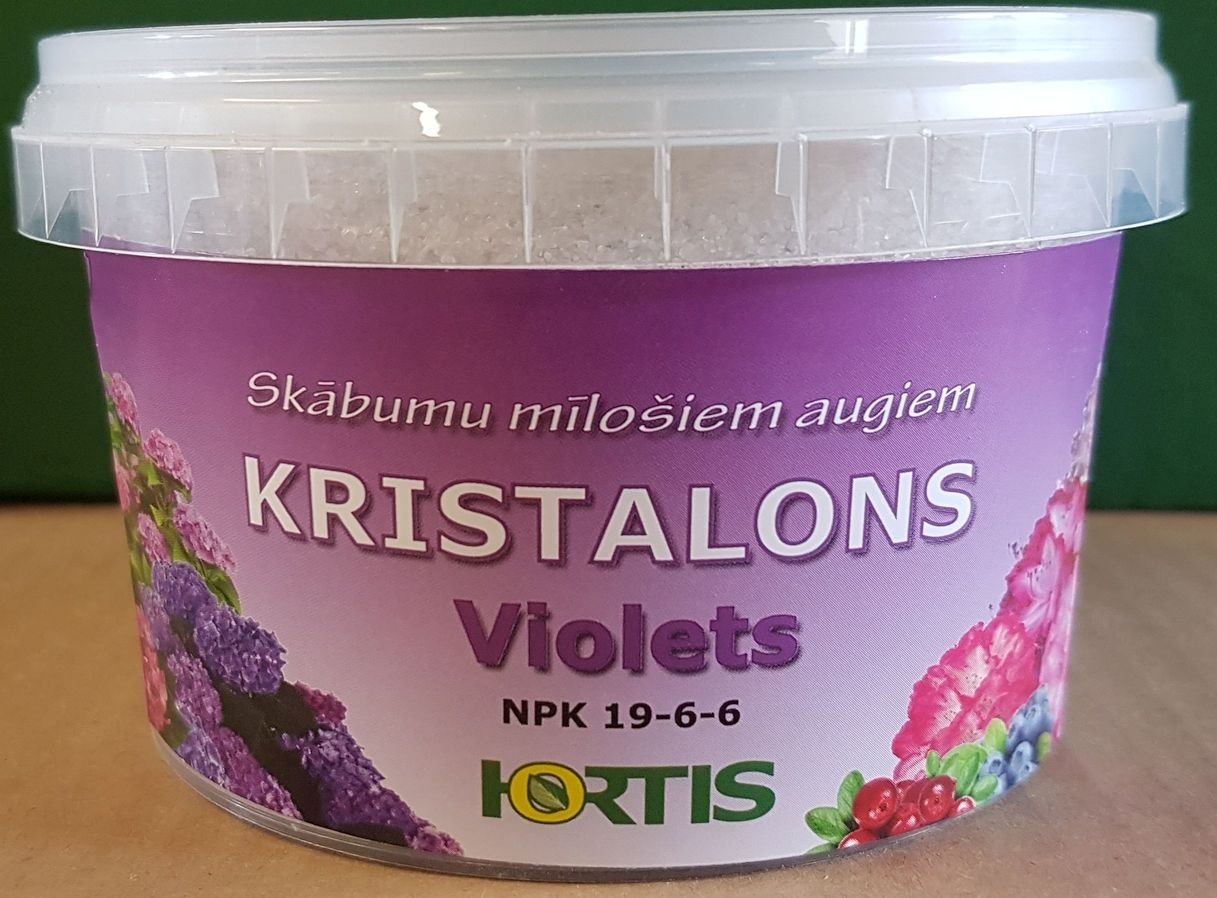 Skābumu mīlošiem augiem
KRISTALONS
Violets
NPK 19-6-6
HORTIS